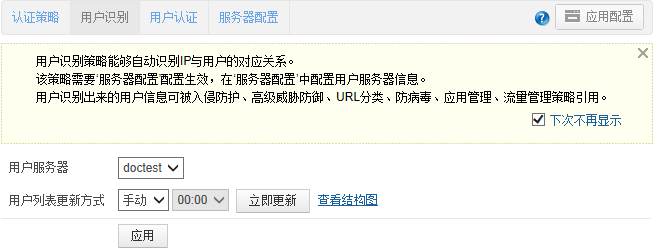 认证策略 用户识别 用户认证 服务器配置 应用配置
用户识别策略能够自动识别IP与用户的对应关系。
该策略需要'服务器配置'配置生效，在'服务器配置'中配置用户服务器信息。
用户识别出来的用户信息可被入侵防护、高级威胁防御、URL分类、防病毒、应用管理、流量管理策略引用。
下次不再显示
用户服务器 doctest
用户列表更新方式 手动 00:00 立即更新 查看结构图
应用